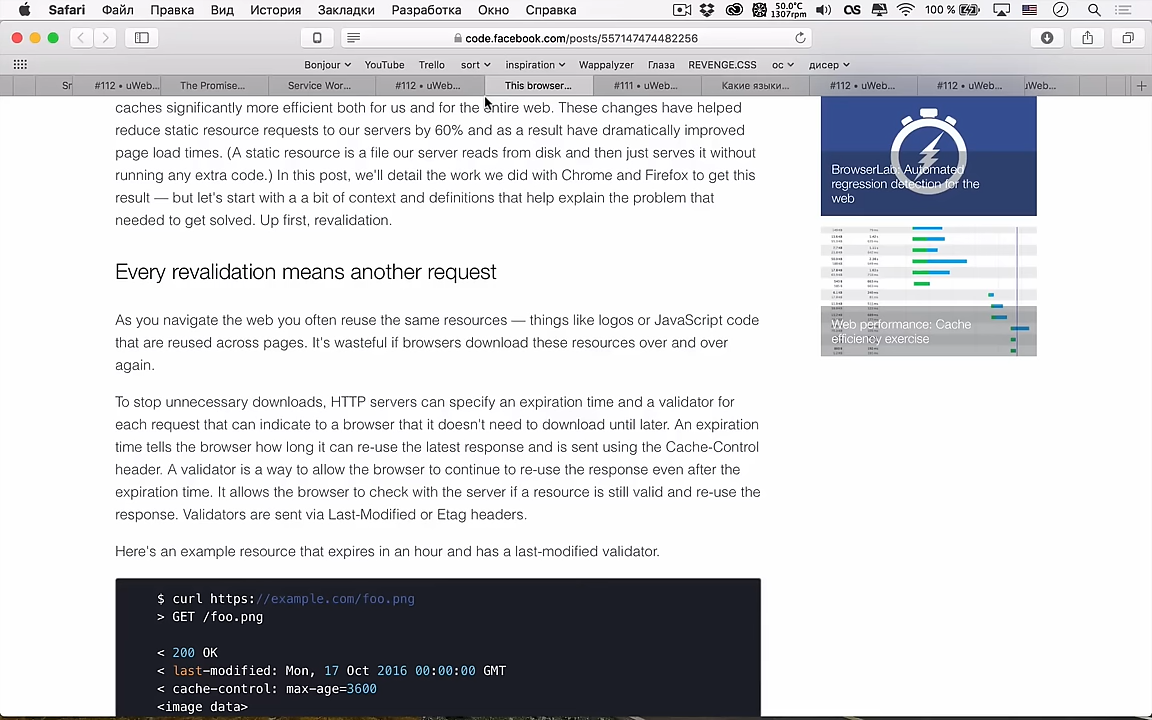 Safari Файл Правка Вид История Закладки Разработка Окно Справка 50.0°C 1307rpm 100 %
code.facebook.com/posts/557147474482256
Bonjour YouTube Trello sort inspiration Wappalyzer Глаза REVENGE.CSS ос дисер
Sr #112 • uWeb... The Promise... Service Wor... #112 • uWeb... This browser... #111 • uWeb... Какие языки... #112 • uWeb... #112 • uWeb... uWeb...
caches significantly more efficient both for us and for the entire web. These changes have helped
reduce static resource requests to our servers by 60% and as a result have dramatically improved
page load times. (A static resource is a file our server reads from disk and then just serves it without
running any extra code.) In this post, we'll detail the work we did with Chrome and Firefox to get this
result — but let's start with a a bit of context and definitions that help explain the problem that
needed to get solved. Up first, revalidation.
Every revalidation means another request
As you navigate the web you often reuse the same resources — things like logos or JavaScript code
that are reused across pages. It's wasteful if browsers download these resources over and over
again.
To stop unnecessary downloads, HTTP servers can specify an expiration time and a validator for
each request that can indicate to a browser that it doesn't need to download until later. An expiration
time tells the browser how long it can re-use the latest response and is sent using the Cache-Control
header. A validator is a way to allow the browser to continue to re-use the response even after the
expiration time. It allows the browser to check with the server if a resource is still valid and re-use the
response. Validators are sent via Last-Modified or Etag headers.
Here's an example resource that expires in an hour and has a last-modified validator.
$ curl https://example.com/foo.png
> GET /foo.png
< 200 OK
< last-modified: Mon, 17 Oct 2016 00:00:00 GMT
< cache-control: max-age=3600
<image data>
BrowserLab: Automated
regression detection for the
web
Web performance: Cache
efficiency exercise